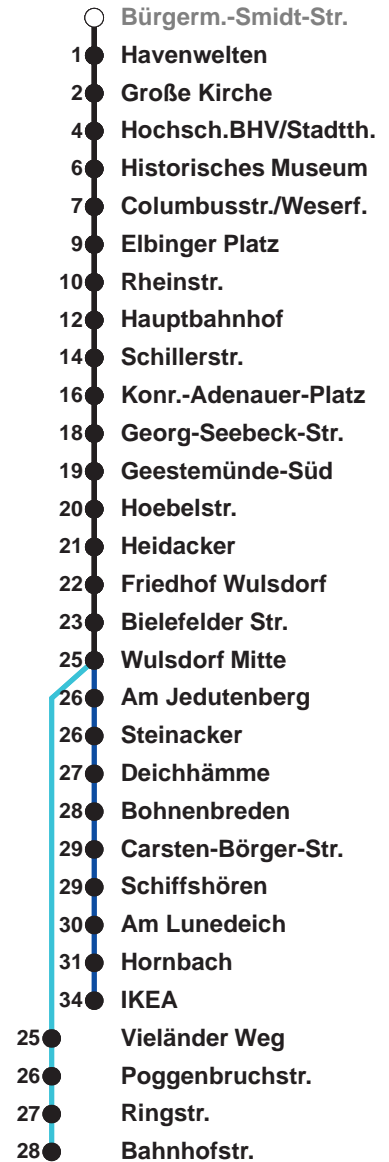 Bürgerm.-Smidt-Str.
1 Havenwelten
2 Große Kirche
4 Hochsch.BHV/Stadtth.
6 Historisches Museum
7 Columbusstr./Weserf.
9 Elbinger Platz
10 Rheinstr.
12 Hauptbahnhof
14 Schillerstr.
16 Konr.-Adenauer-Platz
18 Georg-Seebeck-Str.
19 Geestemünde-Süd
20 Hoebelstr.
21 Heidacker
22 Friedhof Wulsdorf
23 Bielefelder Str.
25 Wulsdorf Mitte
26 Am Jedutenberg
26 Steinacker
27 Deichhämme
28 Bohnenbreden
29 Carsten-Börger-Str.
29 Schiffshören
30 Am Lunedeich
31 Hornbach
34 IKEA
25 Vieländer Weg
26 Poggenbruchstr.
27 Ringstr.
28 Bahnhofstr.